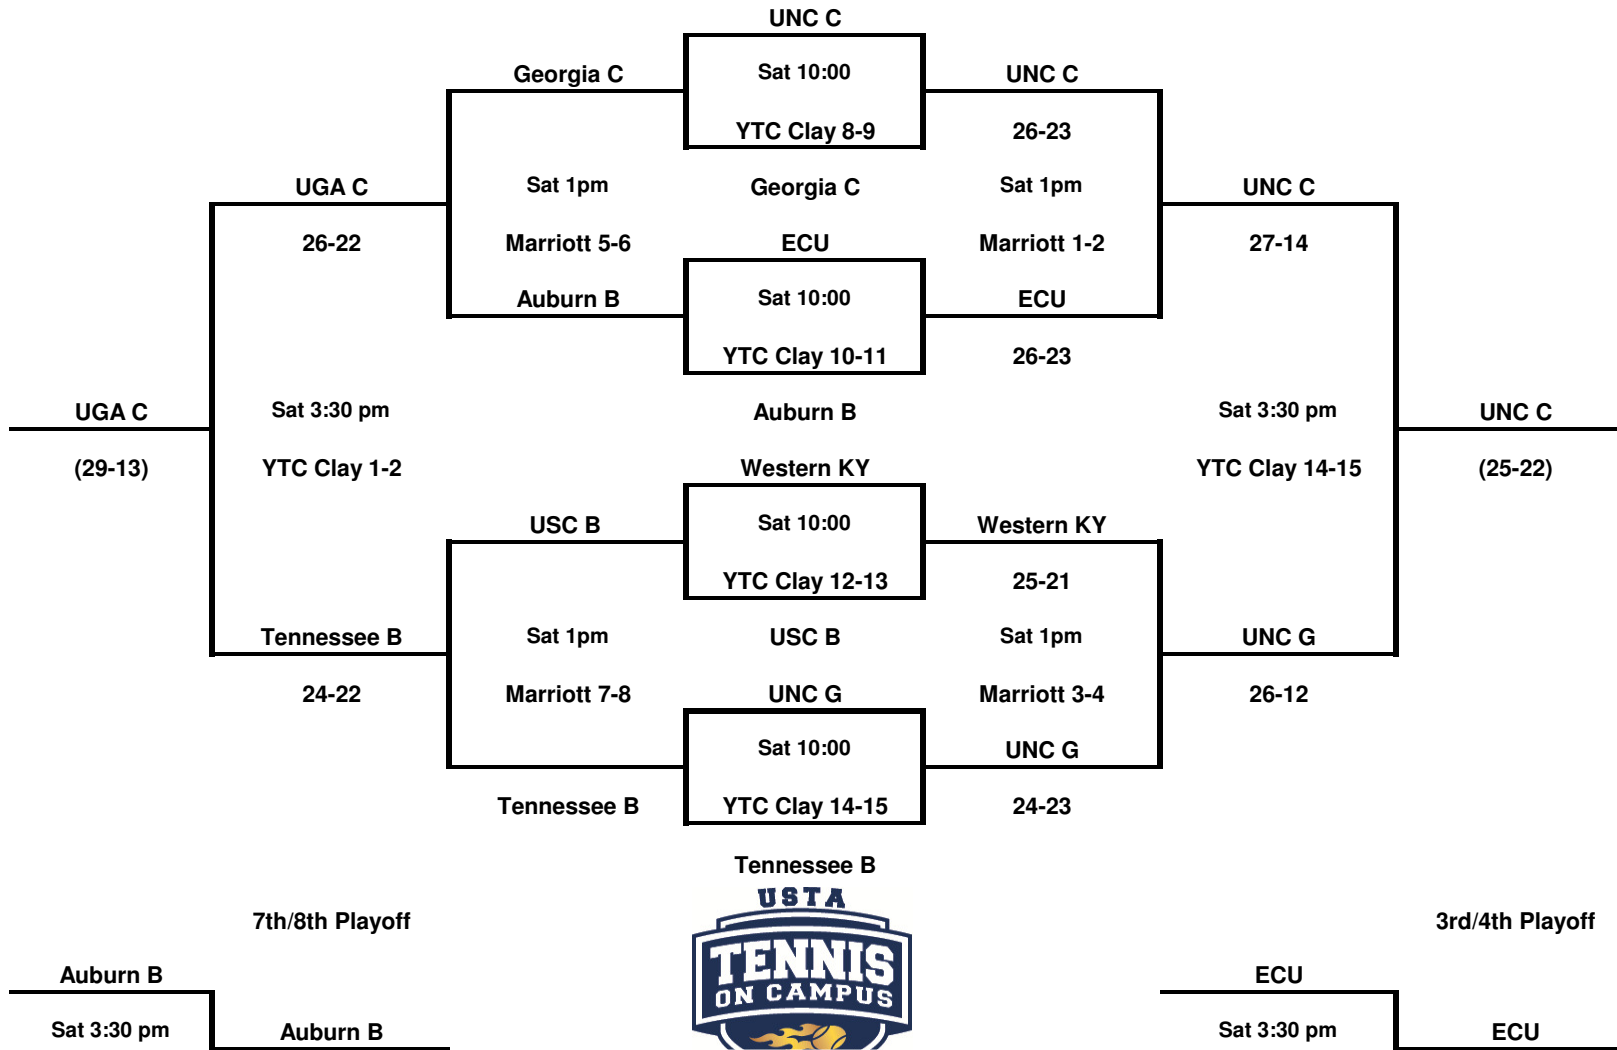 UNC C
Georgia C
Sat 10:00
UNC C
YTC Clay 8-9
26-23
UGA C
Sat 1pm
Georgia C
Sat 1pm
UNC C
26-22
Marriott 5-6
ECU
Marriott 1-2
27-14
Auburn B
Sat 10:00
ECU
YTC Clay 10-11
26-23
UGA C
Sat 3:30 pm
Auburn B
Sat 3:30 pm
UNC C
(29-13)
YTC Clay 1-2
Western KY
YTC Clay 14-15
(25-22)
USC B
Sat 10:00
Western KY
YTC Clay 12-13
25-21
Tennessee B
Sat 1pm
USC B
Sat 1pm
UNC G
24-22
Marriott 7-8
UNC G
Marriott 3-4
26-12
Sat 10:00
UNC G
Tennessee B
YTC Clay 14-15
24-23
Tennessee B
USTA
TENNIS
ON CAMPUS
7th/8th Playoff
3rd/4th Playoff
Auburn B
ECU
Sat 3:30 pm
Auburn B
Sat 3:30 pm
ECU